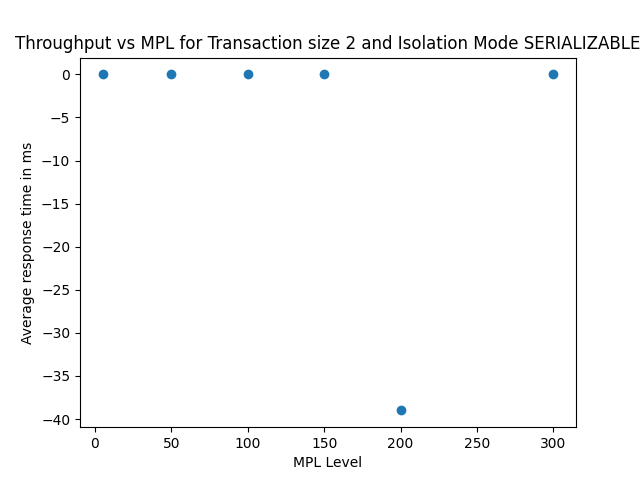 Throughput vs MPL for Transaction size 2 and Isolation Mode SERIALIZABLE
0
−5
−10
−15
−20
−25
−30
−35
−40
Average response time in ms
0 50 100 150 200 250 300
MPL Level